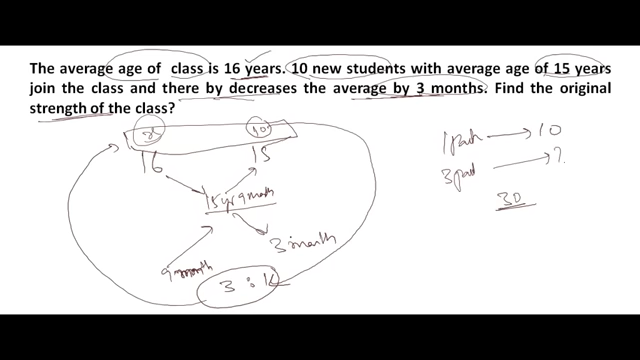 The average age of class is 16 years. 10 new students with average age of 15 years
join the class and there by decreases the average by 3 months. Find the original
strength of the class?
10
16 15
15 yr 9 month
3 month
9 month
3 : 1
1 part → 10
3 part → ?
30